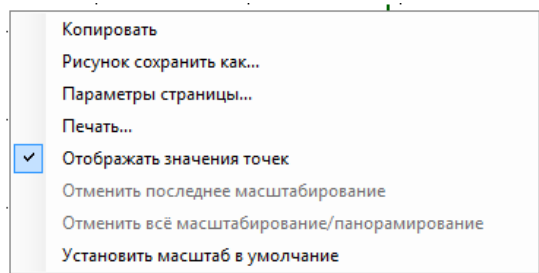 Копировать
Рисунок сохранить как...
Параметры страницы...
Печать...
Отображать значения точек
Отменить последнее масштабирование
Отменить всё масштабирование/панорамирование
Установить масштаб в умолчание